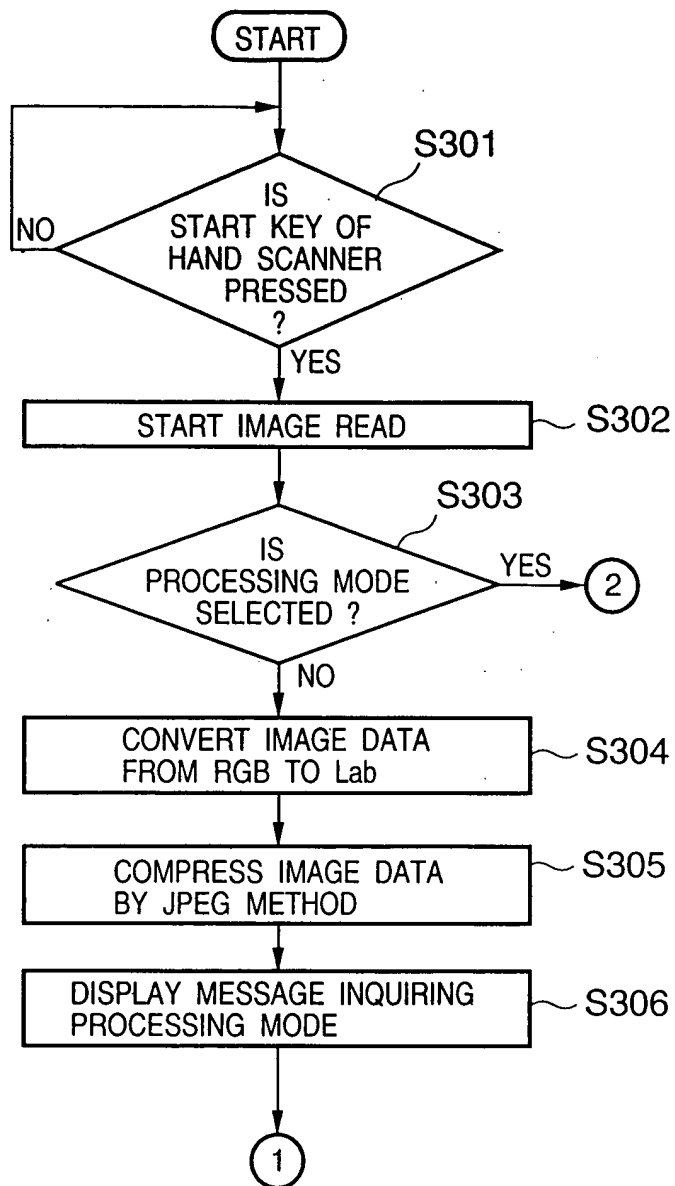 START
S301
IS
START KEY OF
HAND SCANNER
PRESSED
?
NO
YES
START IMAGE READ
S302
S303
IS
PROCESSING MODE
SELECTED ?
YES
2
NO
CONVERT IMAGE DATA
FROM RGB TO Lab
S304
COMPRESS IMAGE DATA
BY JPEG METHOD
S305
DISPLAY MESSAGE INQUIRING
PROCESSING MODE
S306
1